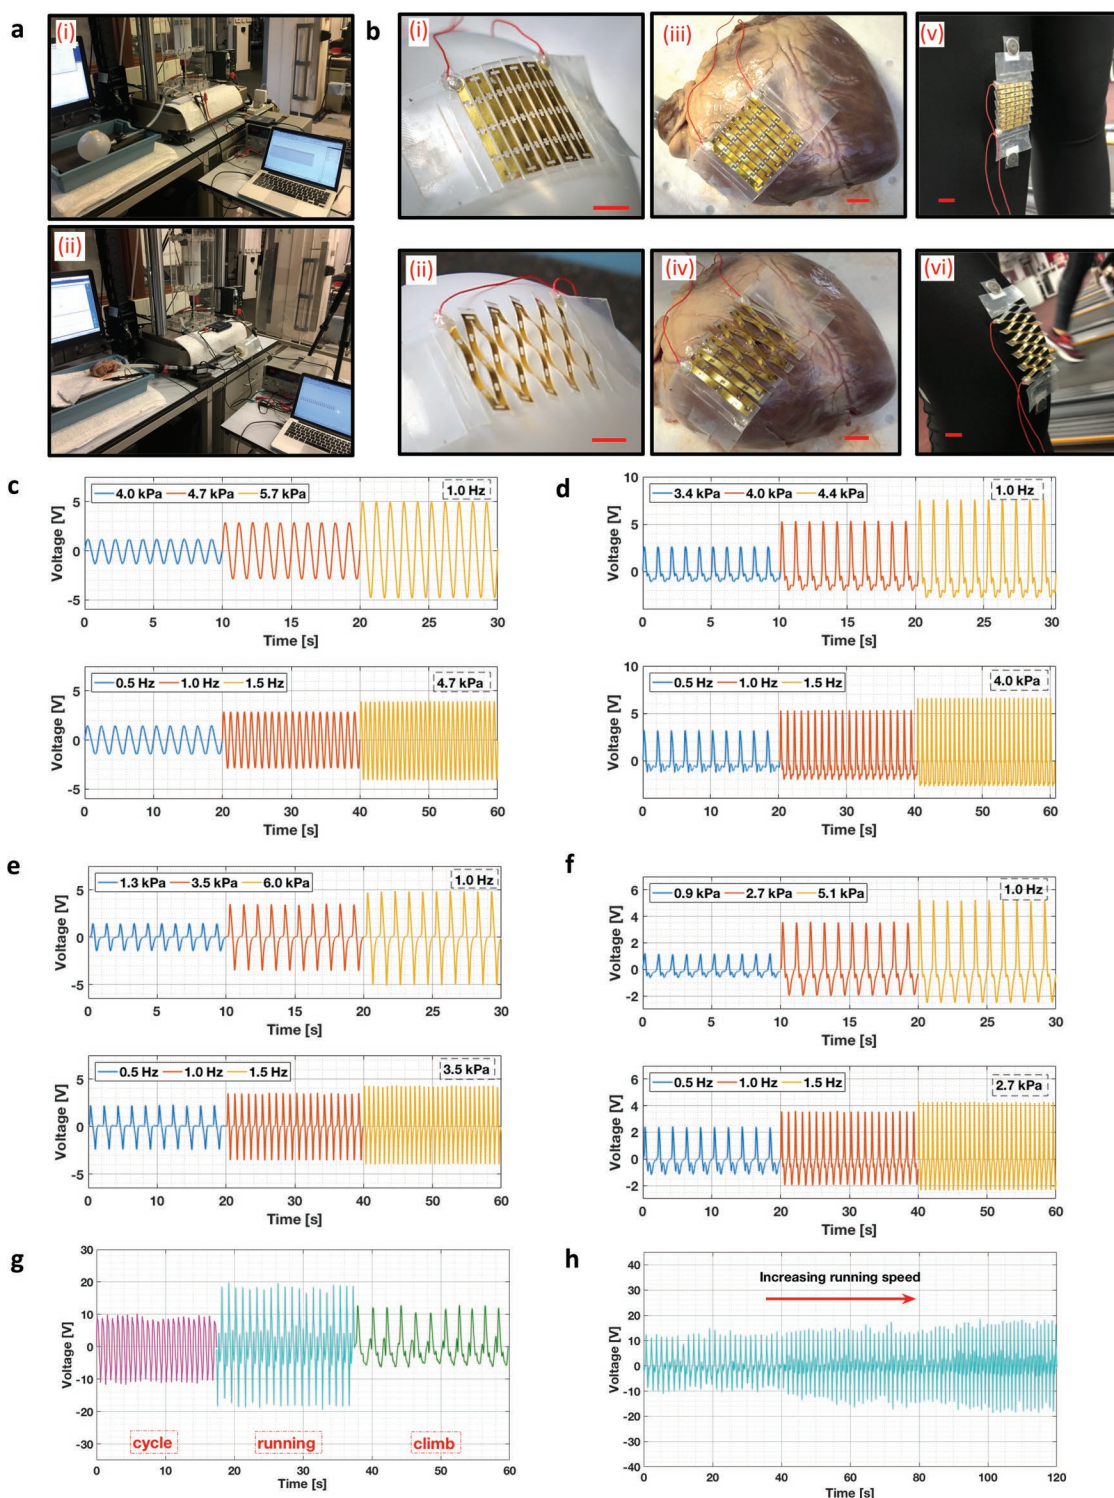 a
(i)
(ii)
b
(i)
(iii)
(v)
(ii)
(iv)
(vi)
c
4.0 kPa 4.7 kPa 5.7 kPa
1.0 Hz
Voltage [V]
5
0
-5
0 5 10 15 20 25 30
Time [s]
0.5 Hz 1.0 Hz 1.5 Hz
4.7 kPa
Voltage [V]
5
0
-5
0 10 20 30 40 50 60
Time [s]
d
3.4 kPa 4.0 kPa 4.4 kPa
1.0 Hz
Voltage [V]
10
5
0
0 5 10 15 20 25 30
Time [s]
0.5 Hz 1.0 Hz 1.5 Hz
4.0 kPa
Voltage [V]
10
5
0
0 10 20 30 40 50 60
Time [s]
e
1.3 kPa 3.5 kPa 6.0 kPa
1.0 Hz
Voltage [V]
5
0
-5
0 5 10 15 20 25 30
Time [s]
0.5 Hz 1.0 Hz 1.5 Hz
3.5 kPa
Voltage [V]
5
0
-5
0 10 20 30 40 50 60
Time [s]
f
0.9 kPa 2.7 kPa 5.1 kPa
1.0 Hz
Voltage [V]
6
4
2
0
-2
0 5 10 15 20 25 30
Time [s]
0.5 Hz 1.0 Hz 1.5 Hz
2.7 kPa
Voltage [V]
6
4
2
0
-2
0 10 20 30 40 50 60
Time [s]
g
Voltage [V]
30
20
10
0
-10
-20
-30
cycle running climb
0 10 20 30 40 50 60
Time [s]
h
Increasing running speed
Voltage [V]
40
30
20
10
0
-10
-20
-30
-40
0 20 40 60 80 100 120
Time [s]